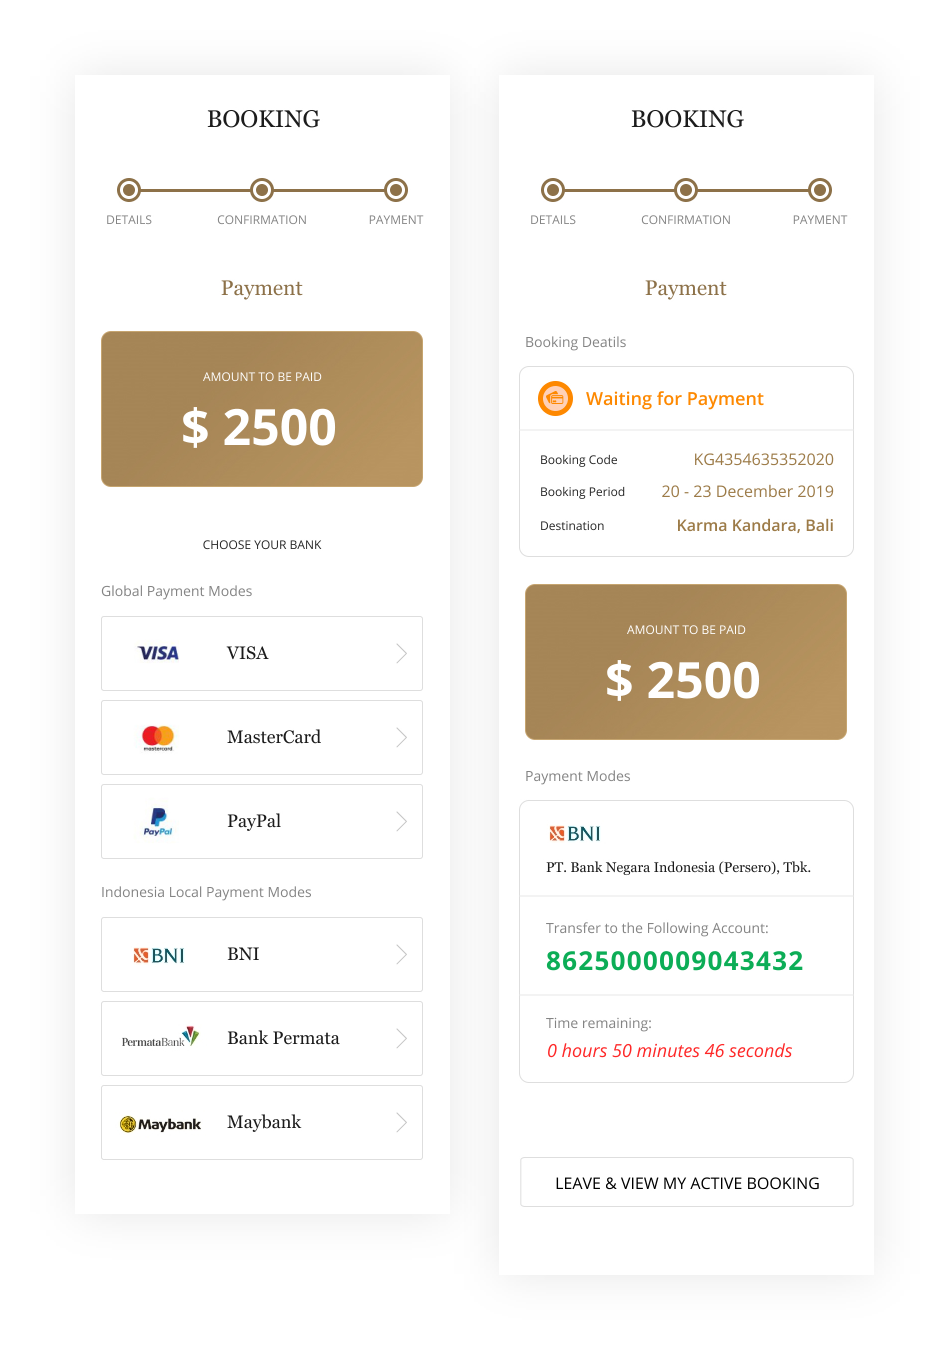 BOOKING
DETAILS CONFIRMATION PAYMENT
Payment
AMOUNT TO BE PAID
$ 2500
CHOOSE YOUR BANK
Global Payment Modes
VISA VISA
mastercard MasterCard
PayPal PayPal
Indonesia Local Payment Modes
BNI BNI
PermataBank Bank Permata
Maybank Maybank
BOOKING
DETAILS CONFIRMATION PAYMENT
Payment
Booking Deatils
Waiting for Payment
Booking Code KG4354635352020
Booking Period 20 - 23 December 2019
Destination Karma Kandara, Bali
AMOUNT TO BE PAID
$ 2500
Payment Modes
BNI
PT. Bank Negara Indonesia (Persero), Tbk.
Transfer to the Following Account:
8625000009043432
Time remaining:
0 hours 50 minutes 46 seconds
LEAVE & VIEW MY ACTIVE BOOKING